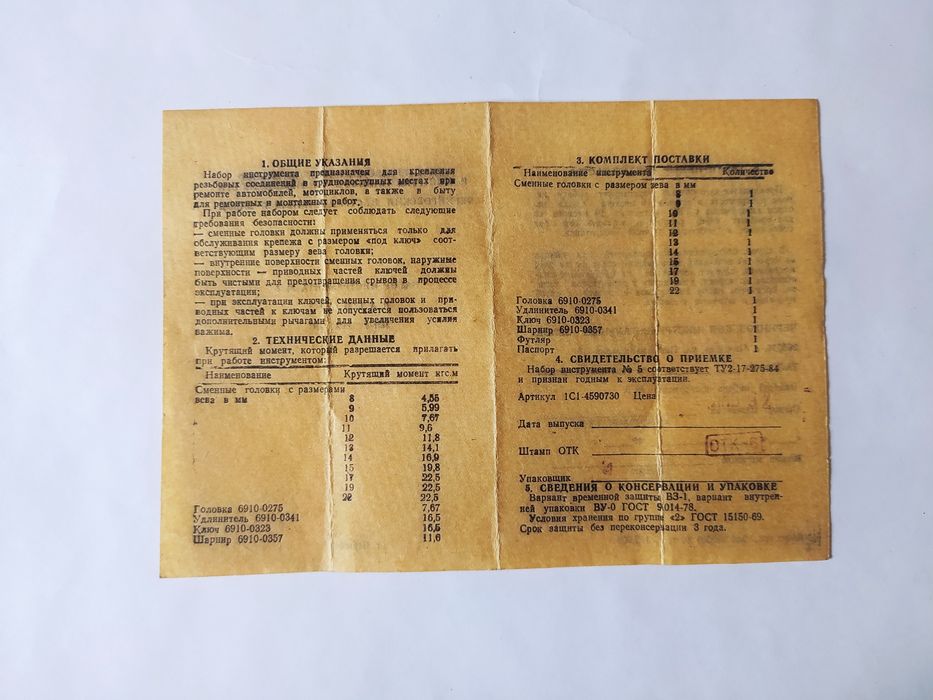 1. ОБЩИЕ УКАЗАНИЯ
Набор инструмента предназначен для крепления
резьбовых соединений в труднодоступных местах при
ремонте автомобилей, мотоциклов, а также в быту
для ремонтных и монтажных работ.
При работе набором следует соблюдать следующие
требования безопасности:
— сменные головки должны применяться только для
обслуживания крепежа с размером «под ключ» соот-
ветствующим размеру зева головки;
— внутренние поверхности сменных головок, наружные
поверхности — приводных частей ключей должны
быть чистыми для предотвращения срывов в процессе
эксплуатации;
— при эксплуатации ключей, сменных головок и при-
водных частей к ключам не допускается пользоваться
дополнительными рычагами для увеличения усилия
зажима.
2. ТЕХНИЧЕСКИЕ ДАННЫЕ
Крутящий момент, который разрешается прилагать
при работе инструментом:
Наименование Крутящий момент кгс.м
Сменные головки с размерами
зева в мм
8 4,55
9 5,99
10 7,67
11 9,6
12 11,8
13 14,1
14 16,9
15 19,8
17 22,5
19 22,5
22 22,5
Головка 6910-0275 7,67
Удлинитель 6910-0341 16,5
Ключ 6910-0323 16,5
Шарнир 6910-0357 11,6
3. КОМПЛЕКТ ПОСТАВКИ
Наименование инструмента Количество
Сменные головки с размером зева в мм
8 1
9 1
10 1
11 1
12 1
13 1
14 1
15 1
17 1
19 1
22 1
Головка 6910-0275 1
Удлинитель 6910-0341 1
Ключ 6910-0323 1
Шарнир 6910-0357 1
Футляр 1
Паспорт 1
4. СВИДЕТЕЛЬСТВО О ПРИЕМКЕ
Набор инструмента № 5 соответствует ТУ2-17-275-84
и признан годным к эксплуатации.
Артикул 1С1-4590730 Цена
Дата выпуска
Штамп ОТК
Упаковщик
5. СВЕДЕНИЯ О КОНСЕРВАЦИИ И УПАКОВКЕ
Вариант временной защиты ВЗ-1, вариант внутрен-
ней упаковки ВУ-0 ГОСТ 9.014-78.
Условия хранения по группе «2» ГОСТ 15150-69.
Срок защиты без переконсервации 3 года.